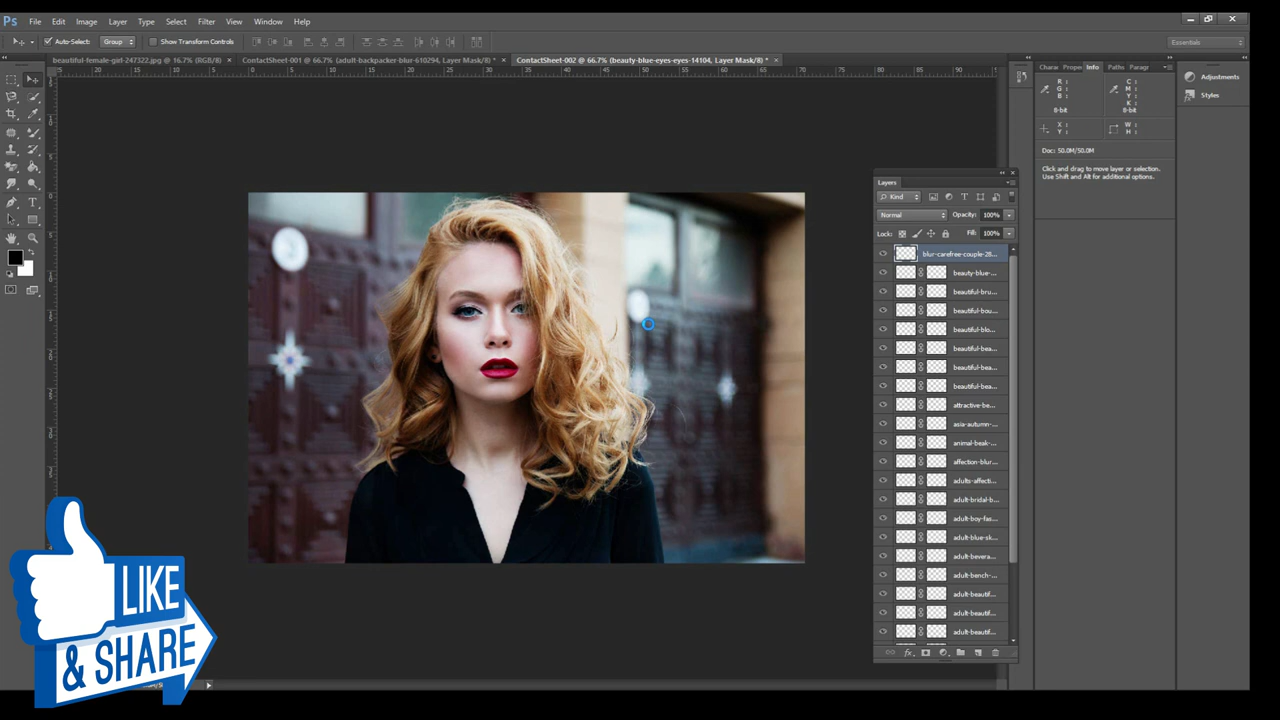 Ps File Edit Image Layer Type Select Filter 3D View Window Help
Auto-Select: Group Show Transform Controls Essentials
beautiful-female-girl-247322.jpg @ 16.7% (RGB/8) × ContactSheet-001 @ 66.7% (adult-backpacker-blur-610294, Layer Mask/8) * × ContactSheet-002 @ 66.7% (beauty-blue-eyes-eyes-14104, Layer Mask/8) * ×
Charac Proper Info Paths Paragr
Adjustments
Styles
R :
G :
B :
8-bit
C :
M :
Y :
K :
8-bit
X :
Y :
W :
H :
Doc: 50.0M/50.0M
Click and drag to move layer or selection.
Use Shift and Alt for additional options.
Layers
Kind
Normal Opacity: 100%
Lock: Fill: 100%
blur-carefree-couple-28...
beauty-blue-...
beautiful-bru...
beautiful-bou...
beautiful-blo...
beautiful-bea...
beautiful-bea...
beautiful-bea...
attractive-be...
asia-autumn-...
animal-beak-...
affection-blur...
adults-affecti...
adult-bridal-b...
adult-boy-fas...
adult-blue-sk...
adult-bevera...
adult-bench-...
adult-beautif...
adult-beautif...
adult-beautif...
fx
LIKE
& SHARE